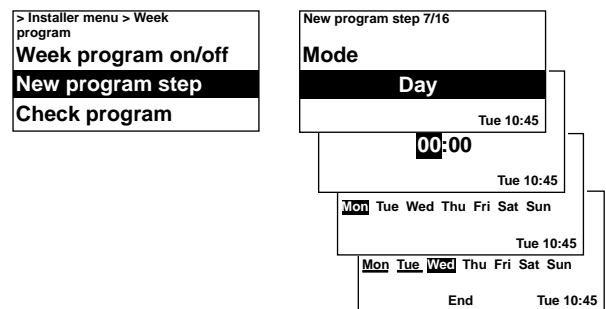 > Installer menu > Week
program
Week program on/off
New program step
Check program
New program step 7/16
Mode
Day
Tue 10:45
00:00
Tue 10:45
Mon Tue Wed Thu Fri Sat Sun
Tue 10:45
Mon Tue Wed Thu Fri Sat Sun
End Tue 10:45